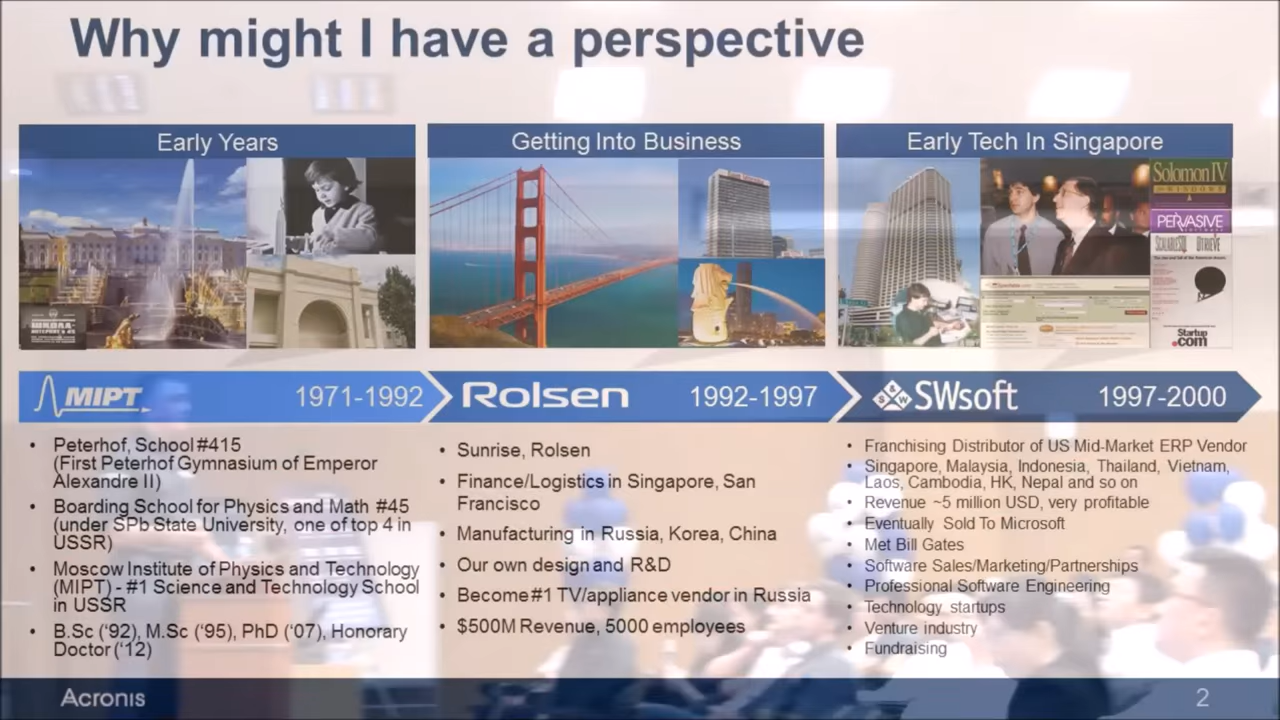 Why might I have a perspective
Early Years
Getting Into Business
Early Tech In Singapore
Solomon IV
PERVASIVE
Startup
.com
MIPT
1971-1992
Rolsen
1992-1997
S&SW
SWsoft
1997-2000
• Peterhof, School #415
(First Peterhof Gymnasium of Emperor
Alexandre II)
• Boarding School for Physics and Math #45
(under SPb State University, one of top 4 in
USSR)
• Moscow Institute of Physics and Technology
(MIPT) - #1 Science and Technology School
in USSR
• B.Sc (‘92), M.Sc (‘95), PhD (‘07), Honorary
Doctor (‘12)
• Sunrise, Rolsen
• Finance/Logistics in Singapore, San
Francisco
• Manufacturing in Russia, Korea, China
• Our own design and R&D
• Become #1 TV/appliance vendor in Russia
• $500M Revenue, 5000 employees
• Franchising Distributor of US Mid-Market ERP Vendor
• Singapore, Malaysia, Indonesia, Thailand, Vietnam,
Laos, Cambodia, HK, Nepal and so on
• Revenue ~5 million USD, very profitable
• Eventually Sold To Microsoft
• Met Bill Gates
• Software Sales/Marketing/Partnerships
• Professional Software Engineering
• Technology startups
• Venture industry
• Fundraising
Acronis
2